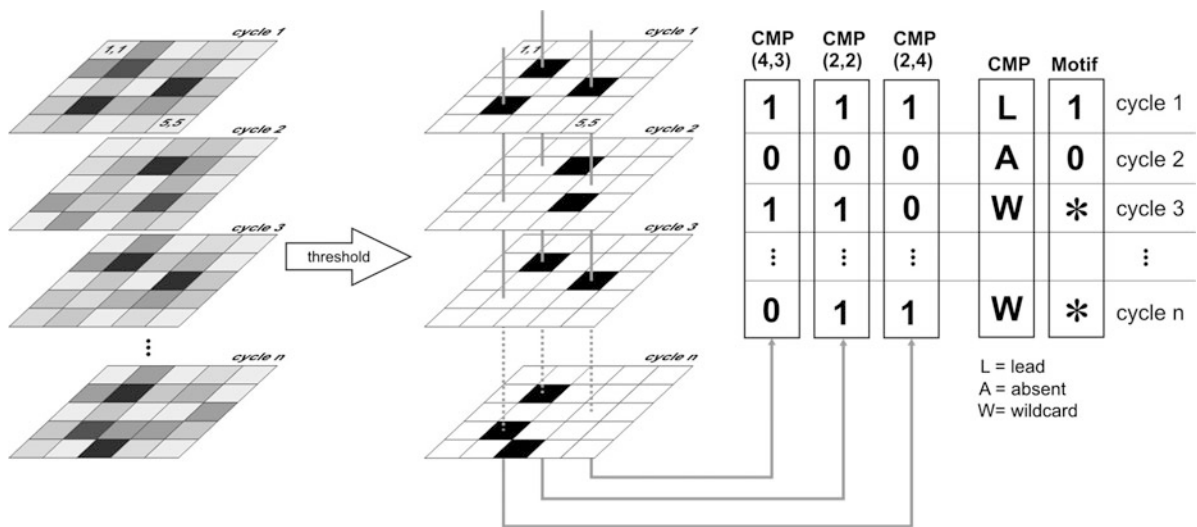 cycle 1
1,1
5,5
cycle 2
cycle 3
cycle n
threshold
cycle 1
1,1
5,5
cycle 2
cycle 3
cycle n
CMP (4,3) CMP (2,2) CMP (2,4) CMP Motif
1 1 1 L 1 cycle 1
0 0 0 A 0 cycle 2
1 1 0 W * cycle 3
0 1 1 W * cycle n
L = lead
A = absent
W= wildcard